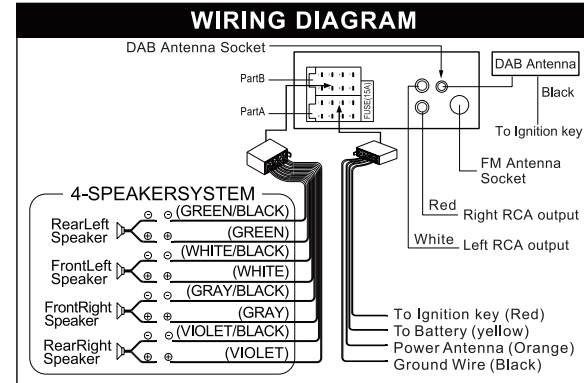 WIRING DIAGRAM
DAB Antenna Socket
PartB
PartA
FUSE(15A)
DAB Antenna
Black
To Ignition key
FM Antenna
Socket
Red
Right RCA output
White
Left RCA output
4-SPEAKERSYSTEM
RearLeft
Speaker
⊖ ⊖ (GREEN/BLACK)
⊕ ⊕ (GREEN)
FrontLeft
Speaker
⊖ ⊖ (WHITE/BLACK)
⊕ ⊕ (WHITE)
FrontRight
Speaker
⊖ ⊖ (GRAY/BLACK)
⊕ ⊕ (GRAY)
RearRight
Speaker
⊖ ⊖ (VIOLET/BLACK)
⊕ ⊕ (VIOLET)
To Ignition key (Red)
To Battery (yellow)
Power Antenna (Orange)
Ground Wire (Black)